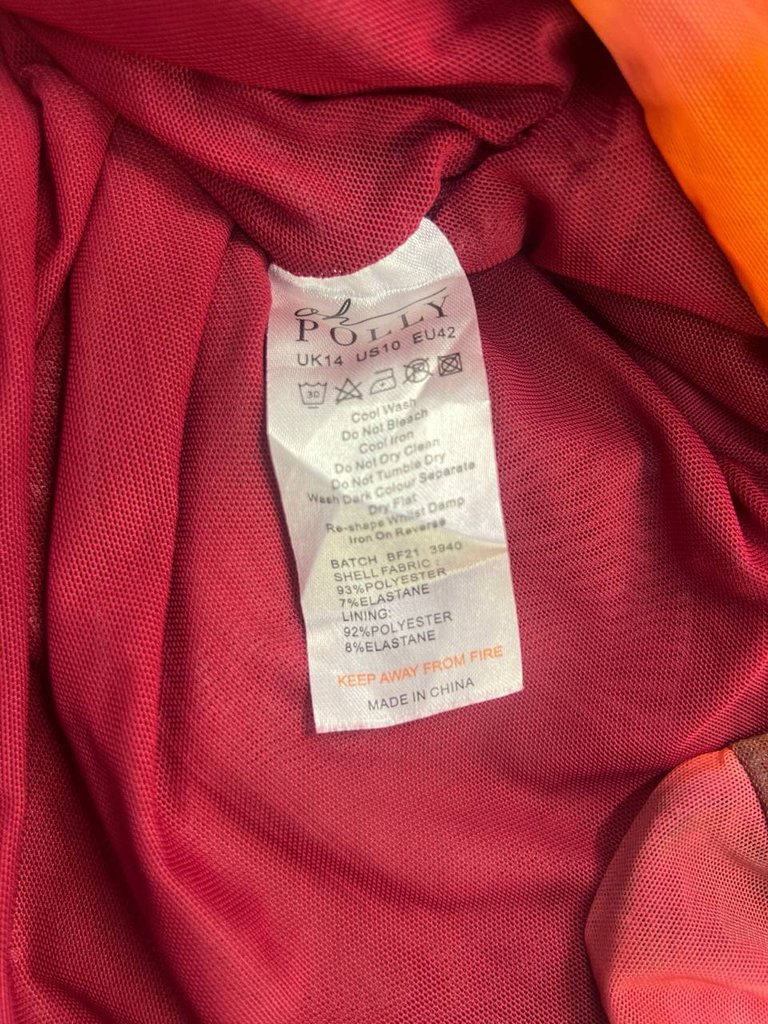 oh
POLLY
UK14 US10 EU42
30
Cool Wash
Do Not Bleach
Cool Iron
Do Not Dry Clean
Do Not Tumble Dry
Wash Dark Colour Separate
Dry Flat
Re-shape Whilst Damp
Iron On Reverse
BATCH BF21 3940
SHELL FABRIC :
93%POLYESTER
7%ELASTANE
LINING:
92%POLYESTER
8%ELASTANE
KEEP AWAY FROM FIRE
MADE IN CHINA